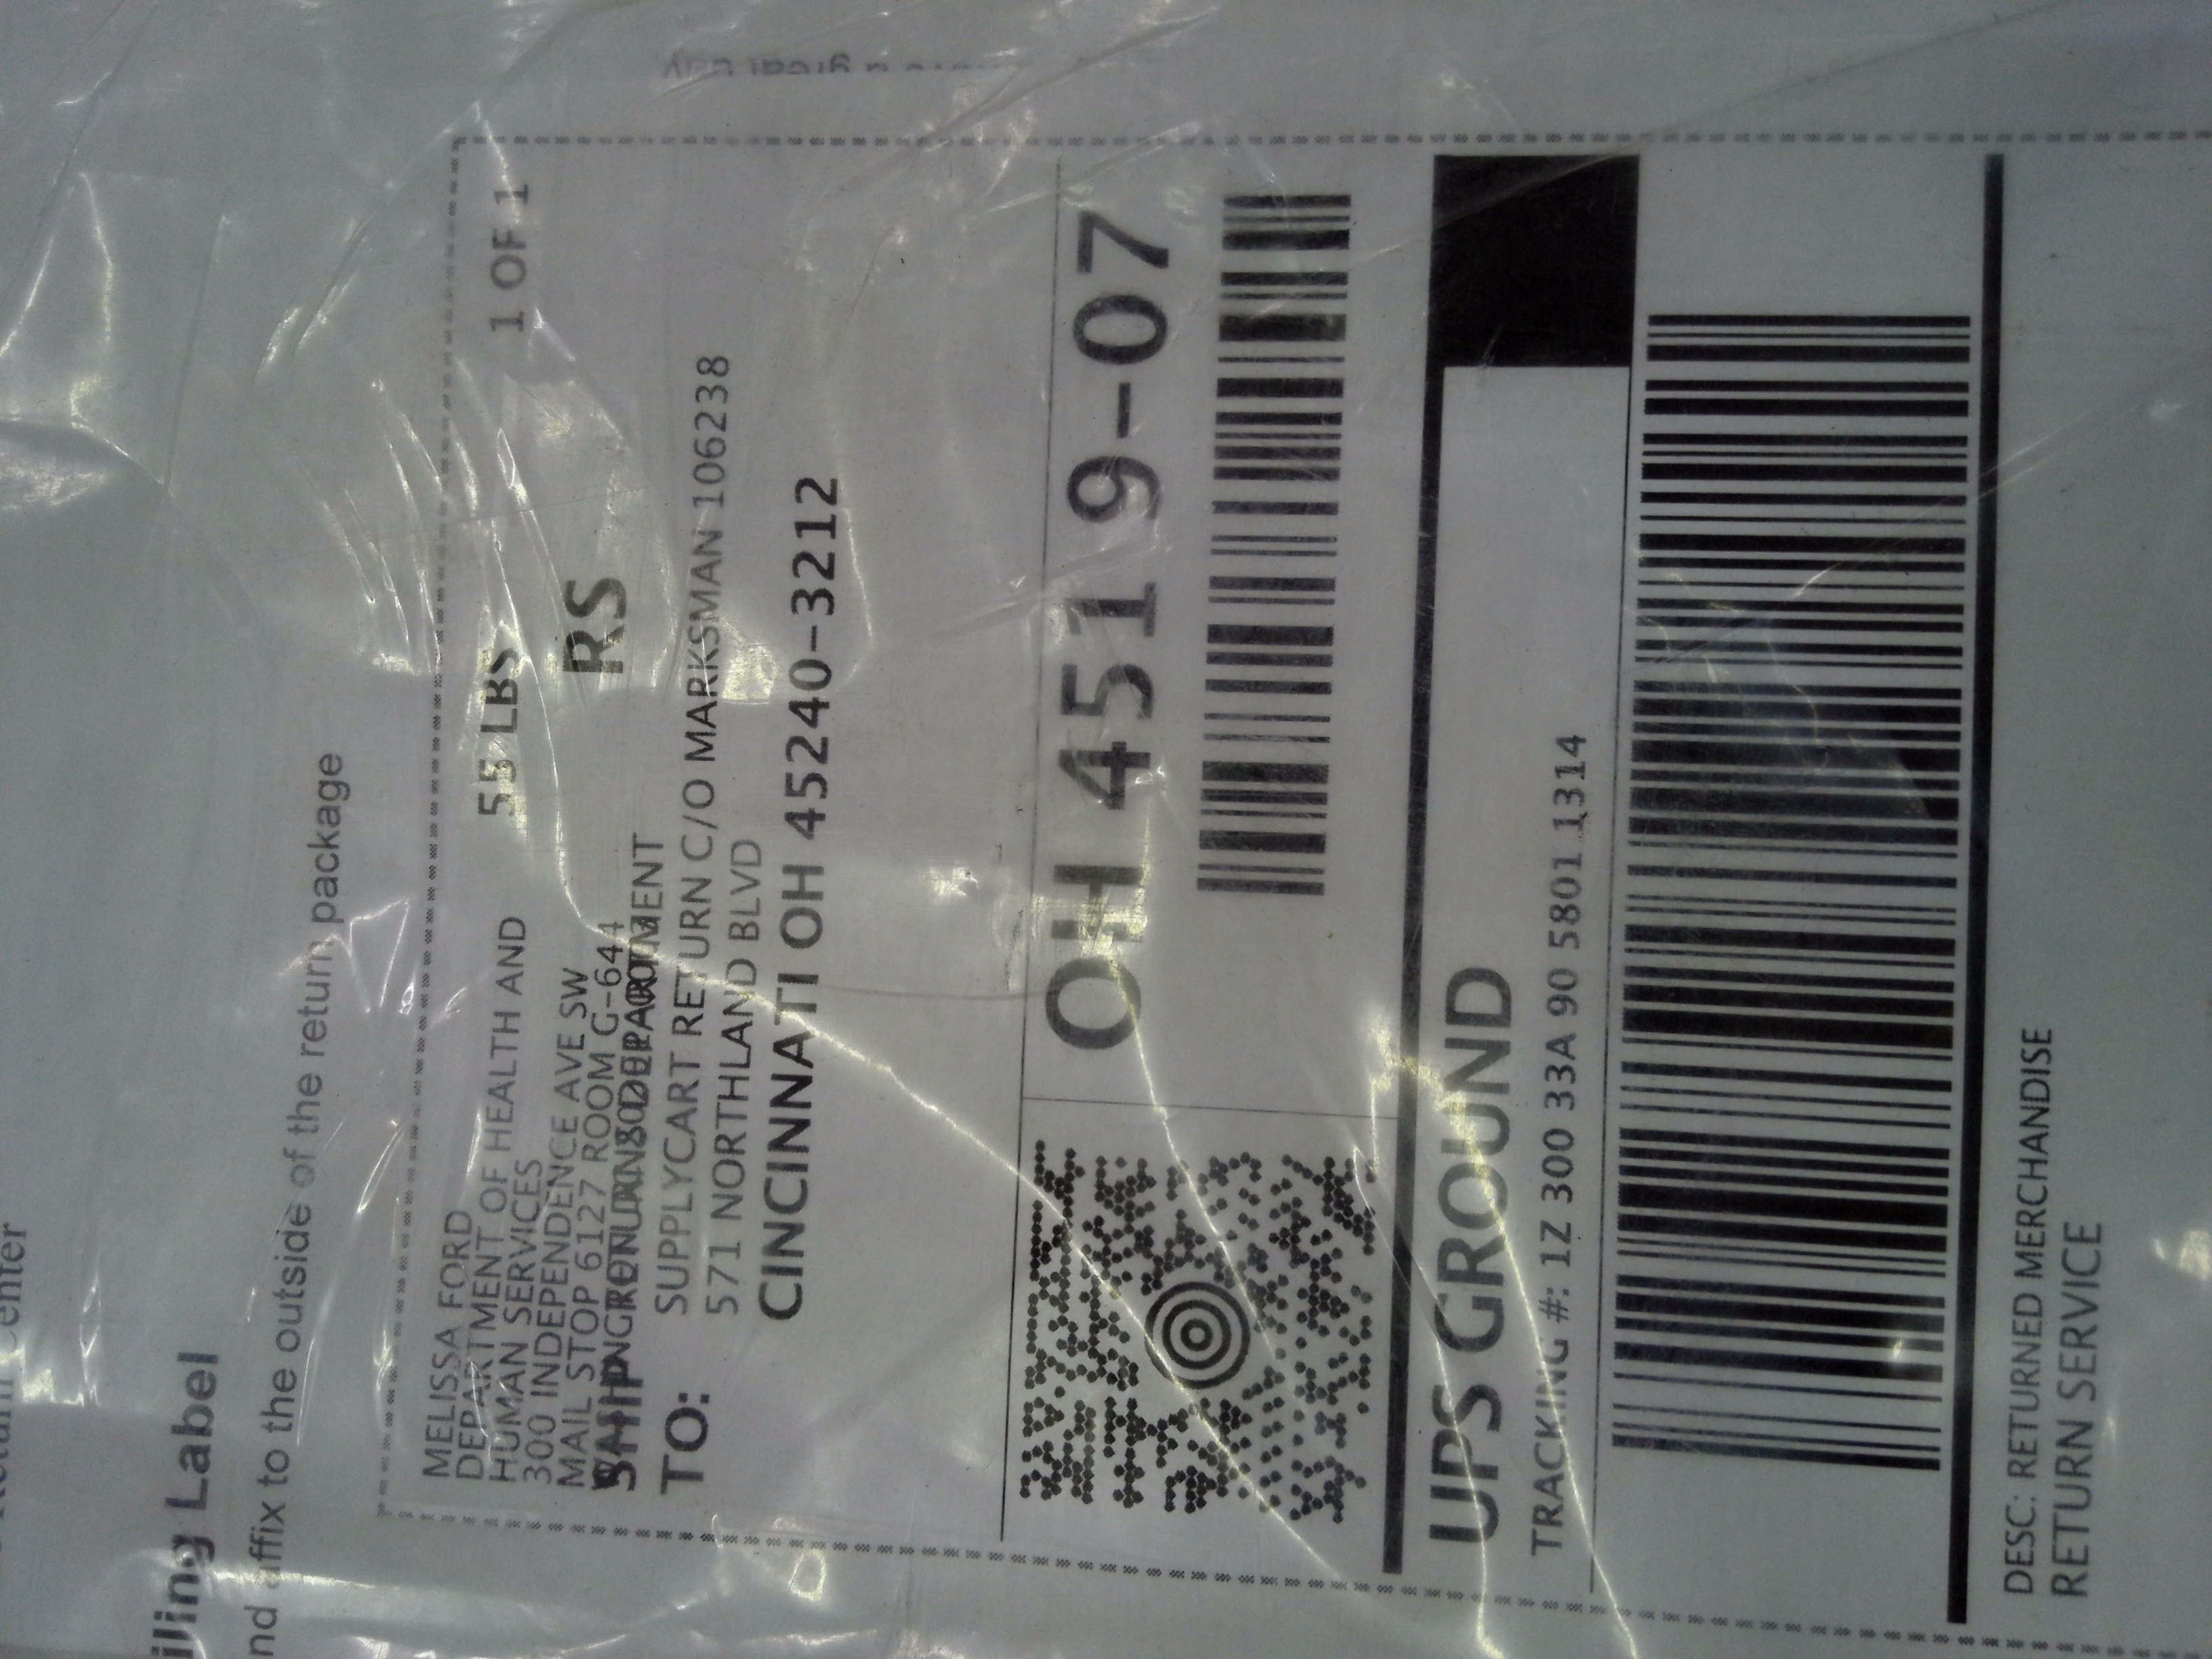 enter
iling Label
nd affix to the outside of the return package
MELISSA FORD
DEPARTMENT OF HEALTH AND
HUMAN SERVICES
300 INDEPENDENCE AVE SW
MAIL STOP 6127 ROOM G-644
55 LBS
1 OF 1
RS
SHIP
TO:
SUPPLYCART RETURN C/O MARKSMAN 106238
571 NORTHLAND BLVD
CINCINNATI OH 45240-3212
OH 4519-07
UPS GROUND
TRACKING #: 1Z 300 33A 90 5801 1314
DESC: RETURNED MERCHANDISE
RETURN SERVICE